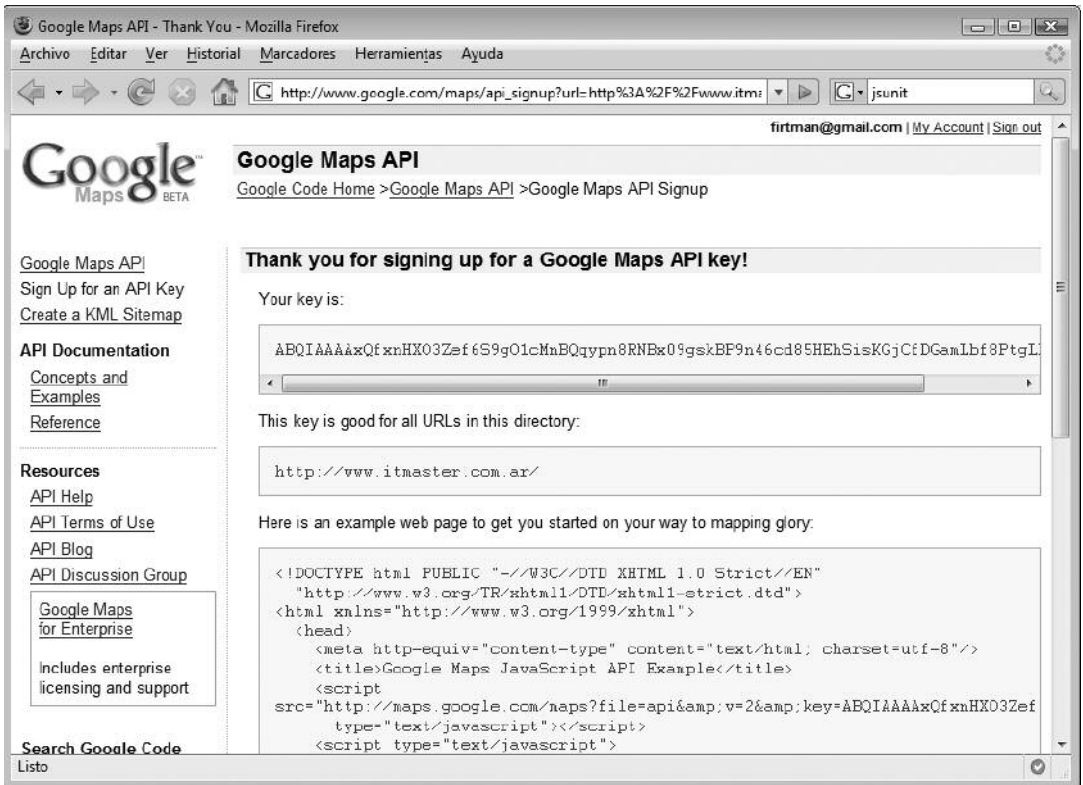 Google Maps API - Thank You - Mozilla Firefox
Archivo Editar Ver Historial Marcadores Herramientas Ayuda
http://www.google.com/maps/api_signup?url=http%3A%2F%2Fwww.itma
jsunit
firtman@gmail.com | My Account | Sign out
Google™
Maps BETA
Google Maps API
Google Code Home >Google Maps API >Google Maps API Signup
Google Maps API
Sign Up for an API Key
Create a KML Sitemap
API Documentation
Concepts and
Examples
Reference
Resources
API Help
API Terms of Use
API Blog
API Discussion Group
Google Maps
for Enterprise
Includes enterprise
licensing and support
Search Google Code
Thank you for signing up for a Google Maps API key!
Your key is:
This key is good for all URLs in this directory:
http://www.itmaster.com.ar/
Here is an example web page to get you started on your way to mapping glory:
<!DOCTYPE html PUBLIC "-//W3C//DTD XHTML 1.0 Strict//EN"
"http://www.w3.org/TR/xhtml1/DTD/xhtml1-strict.dtd">
<html xmlns="http://www.w3.org/1999/xhtml">
<head>
<meta http-equiv="content-type" content="text/html; charset=utf-8"/>
<title>Google Maps JavaScript API Example</title>
<script
src="http://maps.google.com/maps?file=api&amp;v=2&amp;key=ABQIAAAAxQfxnHXO3Zef
type="text/javascript"></script>
<script type="text/javascript">
Listo